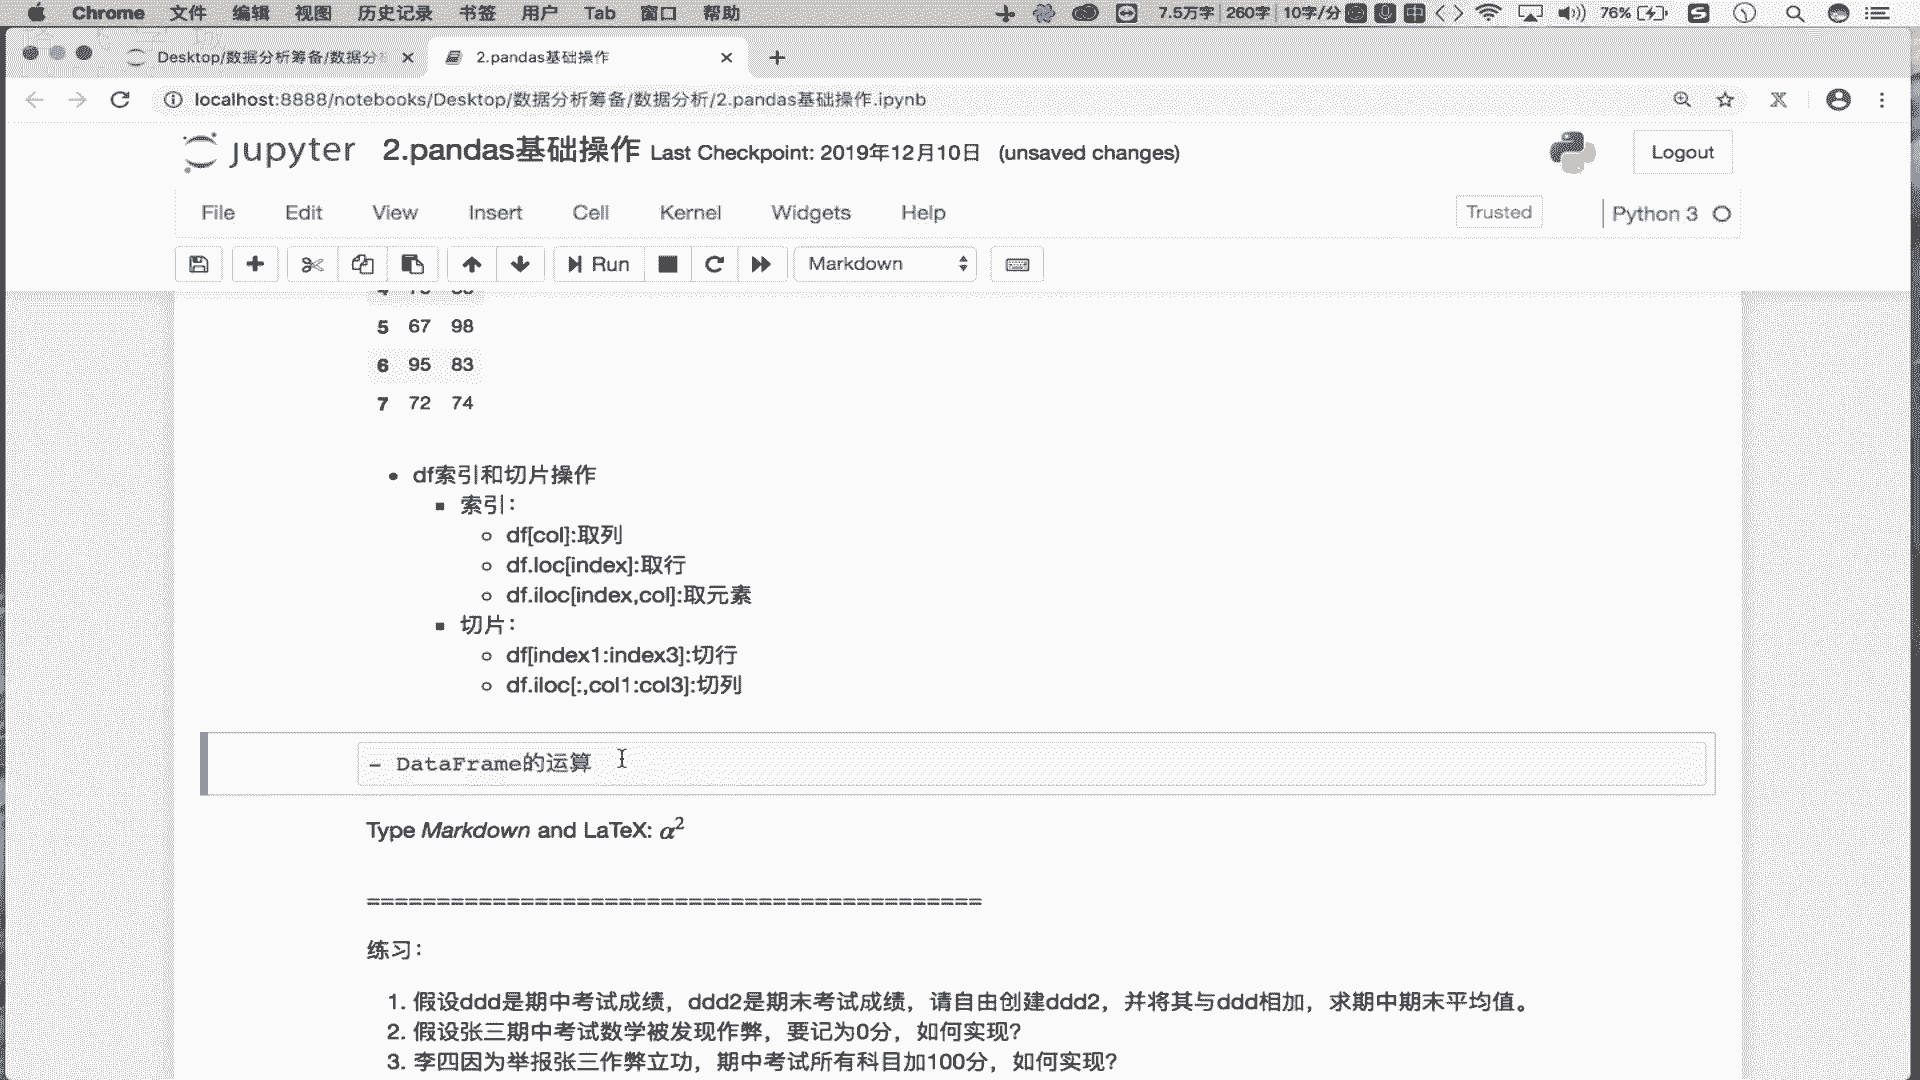 Chrome 文件 编辑 视图 历史记录 书签 用户 Tab 窗口 帮助 7.5万字 260字 10字/分 中 76%
Desktop/数据分析筹备/数据分 2.pandas基础操作
localhost:8888/notebooks/Desktop/数据分析筹备/数据分析/2.pandas基础操作.ipynb
jupyter 2.pandas基础操作 Last Checkpoint: 2019年12月10日 (unsaved changes) Logout
File Edit View Insert Cell Kernel Widgets Help Trusted Python 3
Run Markdown
5 67 98
6 95 83
7 72 74
• df索引和切片操作
▪ 索引:
◦ df[col]:取列
◦ df.loc[index]:取行
◦ df.iloc[index,col]:取元素
▪ 切片:
◦ df[index1:index3]:切行
◦ df.iloc[:,col1:col3]:切列
- DataFrame的运算
Type Markdown and LaTeX: α²
============================================
练习:
1. 假设ddd是期中考试成绩，ddd2是期末考试成绩，请自由创建ddd2，并将其与ddd相加，求期中期末平均值。
2. 假设张三期中考试数学被发现作弊，要记为0分，如何实现?
3. 李四因为举报张三作弊立功，期中考试所有科目加100分，如何实现?